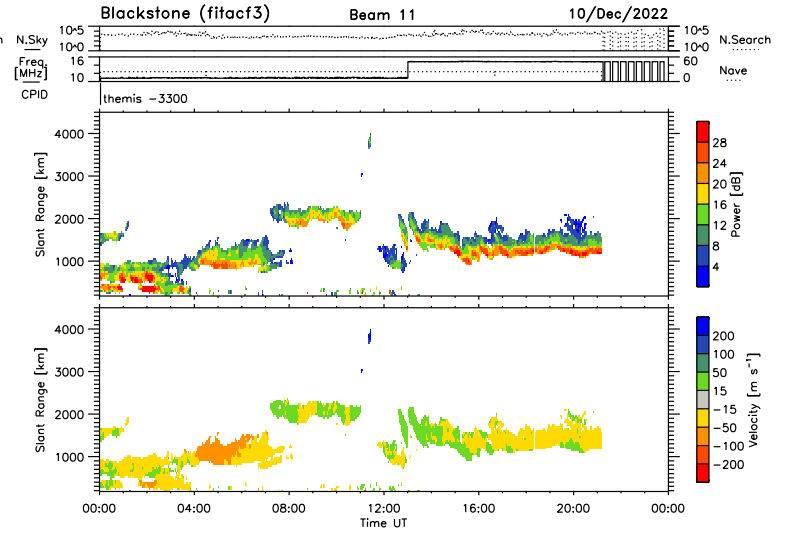 Blackstone (fitacf3) Beam 11 10/Dec/2022
n N.Sky 10^5 10^0 10^5 10^0 N.Search
Freq. [MHz] 16 10 60 0 Nave
CPID themis -3300
Slant Range [km] 4000 3000 2000 1000
28 24 20 16 12 8 4 Power [dB]
Slant Range [km] 4000 3000 2000 1000
200 100 50 15 -15 -50 -100 -200 Velocity [m s⁻¹]
00:00 04:00 08:00 12:00 16:00 20:00 00:00
Time UT